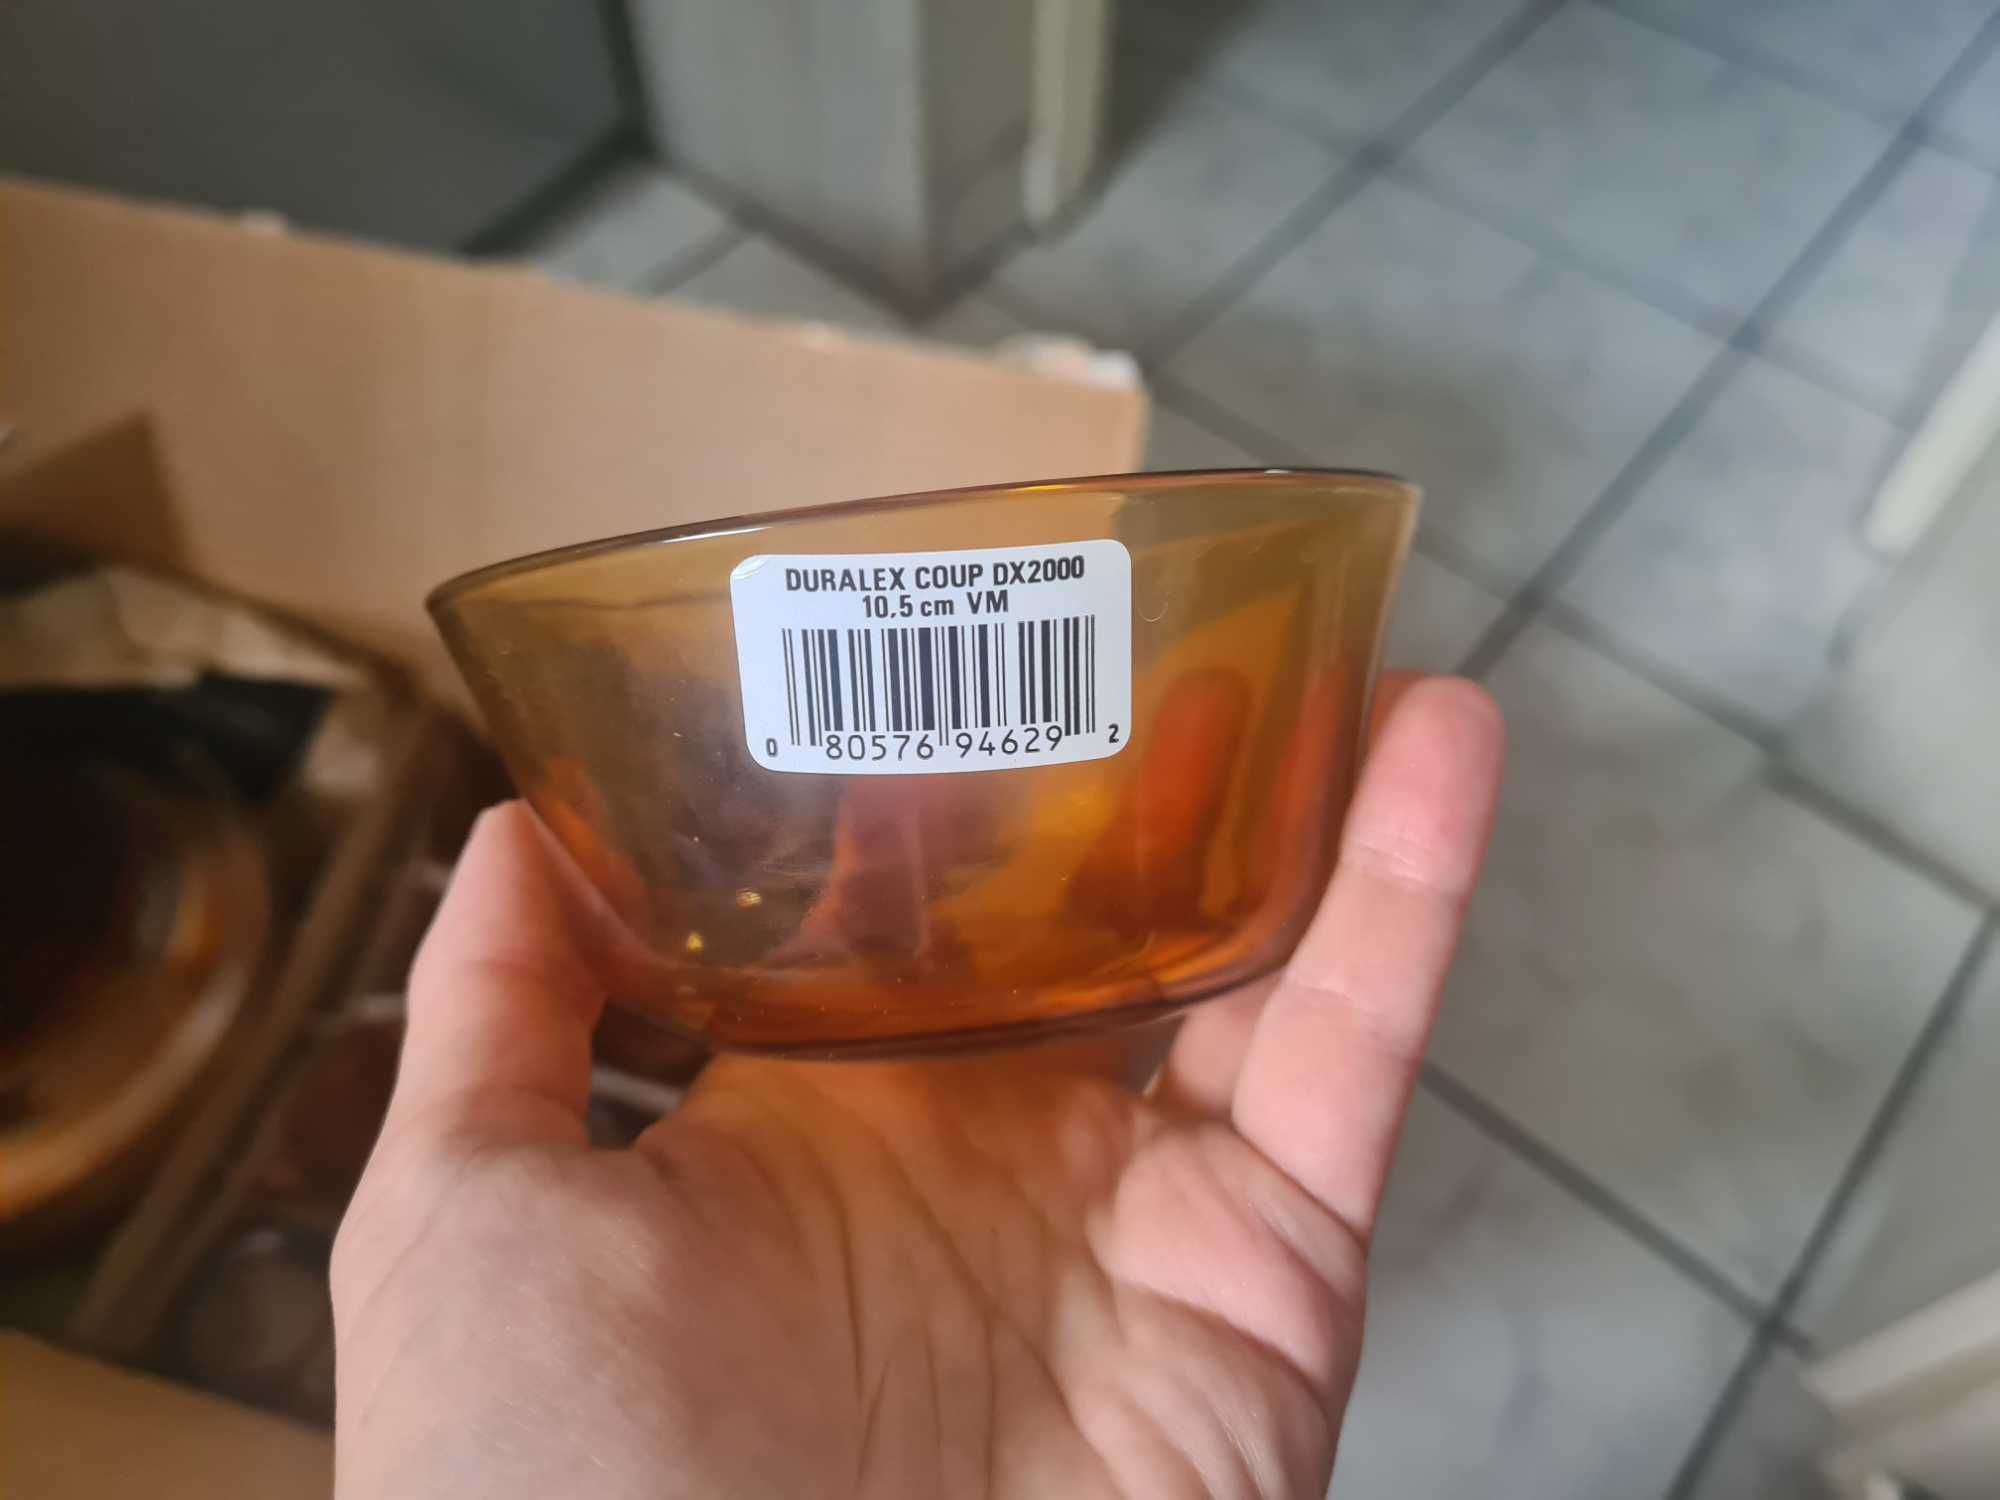 DURALEX COUP DX2000
10,5 cm VM
0 80576 94629 2